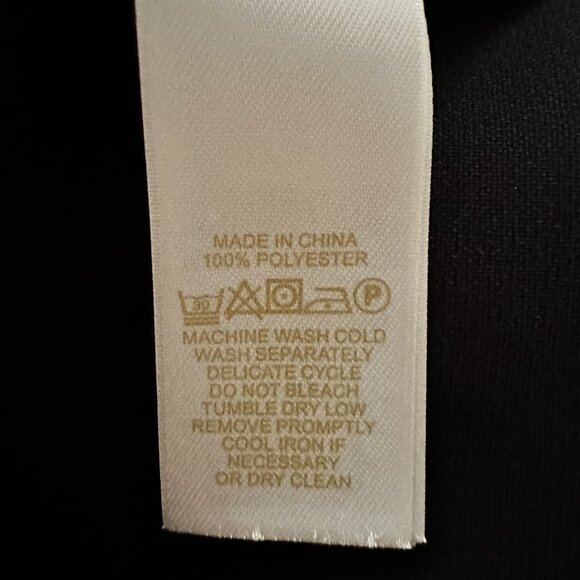 MADE IN CHINA
100% POLYESTER
30 P
MACHINE WASH COLD
WASH SEPARATELY
DELICATE CYCLE
DO NOT BLEACH
TUMBLE DRY LOW
REMOVE PROMPTLY
COOL IRON IF
NECESSARY
OR DRY CLEAN